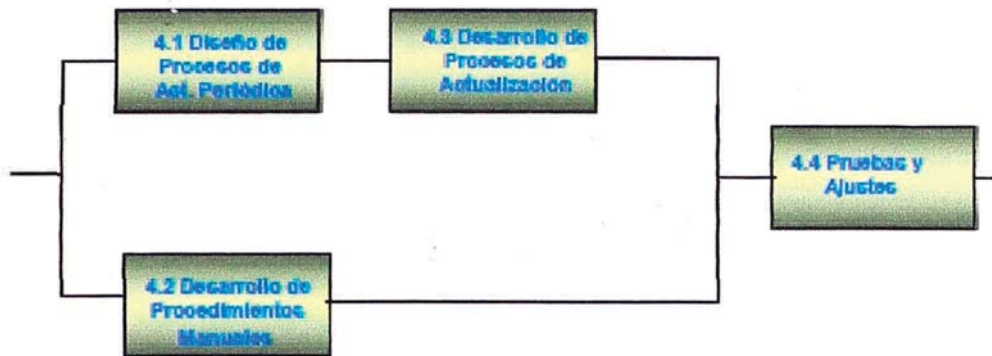 4.1 Diseño de
Procesos de
Act. Periódica
4.3 Desarrollo de
Procesos de
Actualización
4.4 Pruebas y
Ajustes
4.2 Desarrollo de
Procedimientos
Manuales